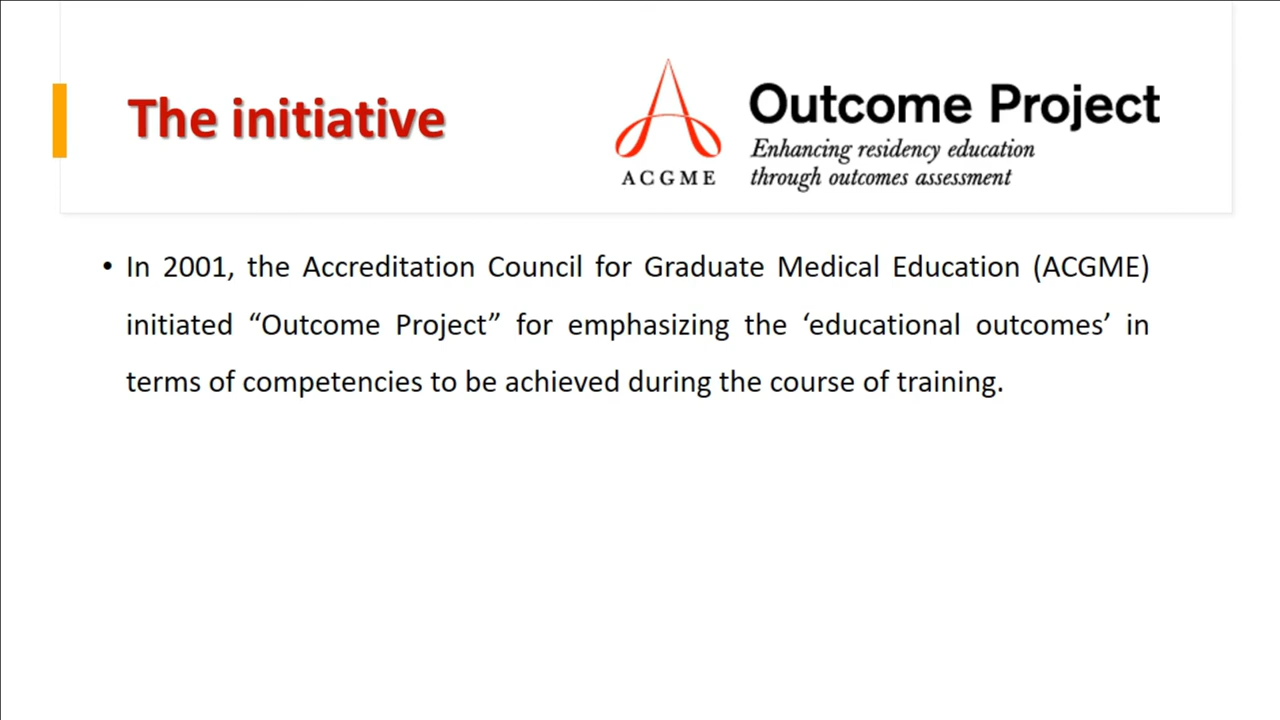 The initiative
ACGME
Outcome Project
Enhancing residency education
through outcomes assessment
• In 2001, the Accreditation Council for Graduate Medical Education (ACGME)
initiated “Outcome Project” for emphasizing the ‘educational outcomes’ in
terms of competencies to be achieved during the course of training.